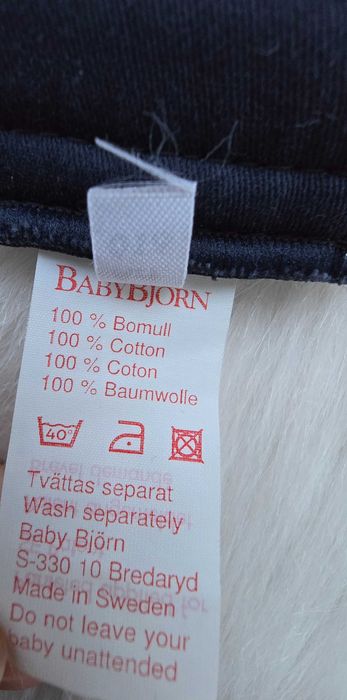 BABYBJORN
100 % Bomull
100 % Cotton
100 % Coton
100 % Baumwolle
40°
Tvättas separat
Wash separately
Baby Björn
S-330 10 Bredaryd
Made in Sweden
Do not leave your
baby unattended